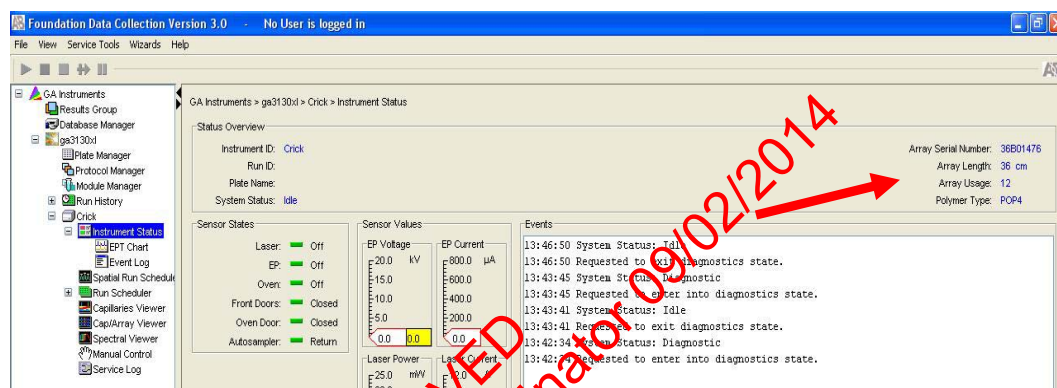 Foundation Data Collection Version 3.0 - No User is logged in
File View Service Tools Wizards Help
GA Instruments
Results Group
Database Manager
ga3130xl
Plate Manager
Protocol Manager
Module Manager
Run History
Crick
Instrument Status
EPT Chart
Event Log
Spatial Run Schedule
Run Scheduler
Capillaries Viewer
Cap/Array Viewer
Spectral Viewer
Manual Control
Service Log
GA Instruments > ga3130xl > Crick > Instrument Status
Status Overview
Instrument ID: Crick
Run ID:
Plate Name:
System Status: Idle
Array Serial Number: 36B01476
Array Length: 36 cm
Array Usage: 12
Polymer Type: POP4
Sensor States
Laser: Off
EP: Off
Oven: Off
Front Doors: Closed
Oven Door: Closed
Autosampler: Return
Sensor Values
EP Voltage
20.0 kV
15.0
10.0
5.0
0.0 0.0
EP Current
800.0 µA
600.0
400.0
200.0
0.0
Laser Power
25.0 mW
Laser Current
12.0
Events
13:46:50 System Status: Idle
13:46:50 Requested to exit diagnostics state.
13:43:45 System Status: Diagnostic
13:43:45 Requested to enter into diagnostics state.
13:43:41 System Status: Idle
13:43:41 Requested to exit diagnostics state.
13:42:34 System Status: Diagnostic
13:42:34 Requested to enter into diagnostics state.
09/02/2014